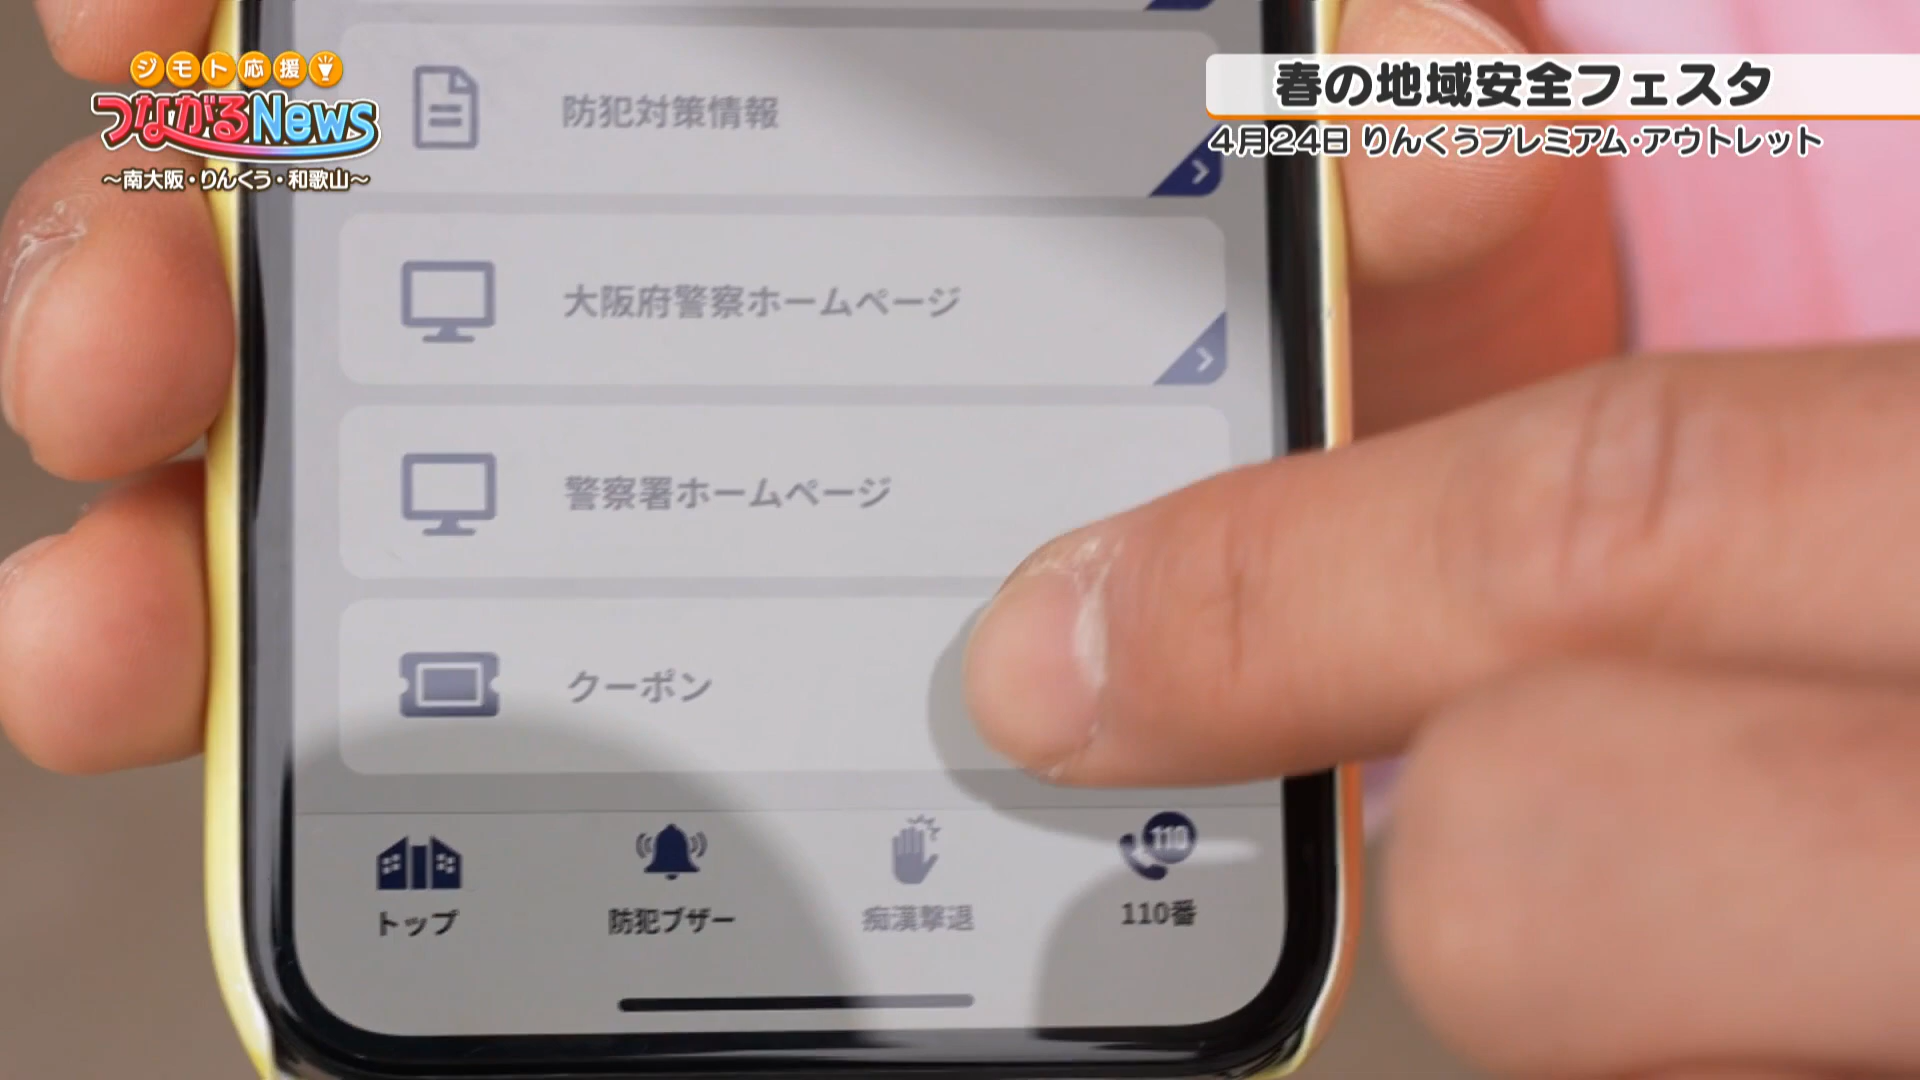 ジモト応援
つながるNews
～南大阪・りんくう・和歌山～
春の地域安全フェスタ
4月24日 りんくうプレミアム・アウトレット
防犯対策情報
大阪府警察ホームページ
警察署ホームページ
クーポン
トップ
防犯ブザー
痴漢撃退
110
110番